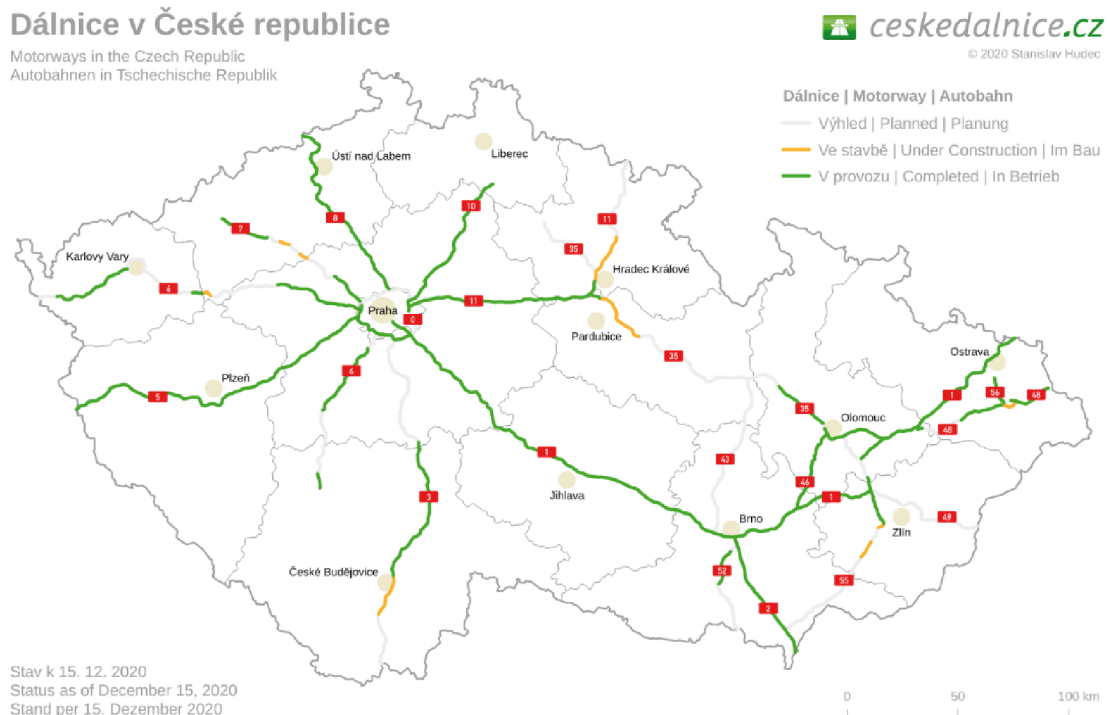 Dálnice v České republice
Motorways in the Czech Republic
Autobahnen in Tschechische Republik
ceskedalnice.cz
© 2020 Stanislav Hudec
Dálnice | Motorway | Autobahn
Výhled | Planned | Planung
Ve stavbě | Under Construction | Im Bau
V provozu | Completed | In Betrieb
Ústí nad Labem
Liberec
10
8
11
7
35
Karlovy Vary
Hradec Králové
6
11
Praha
0
Pardubice
Ostrava
35
4
Plzeň
56
48
1
5
35
Olomouc
48
1
43
46
Jihlava
3
1
Brno
49
Zlín
České Budějovice
52
55
2
Stav k 15. 12. 2020
Status as of December 15, 2020
Stand per 15. Dezember 2020
0 50 100 km